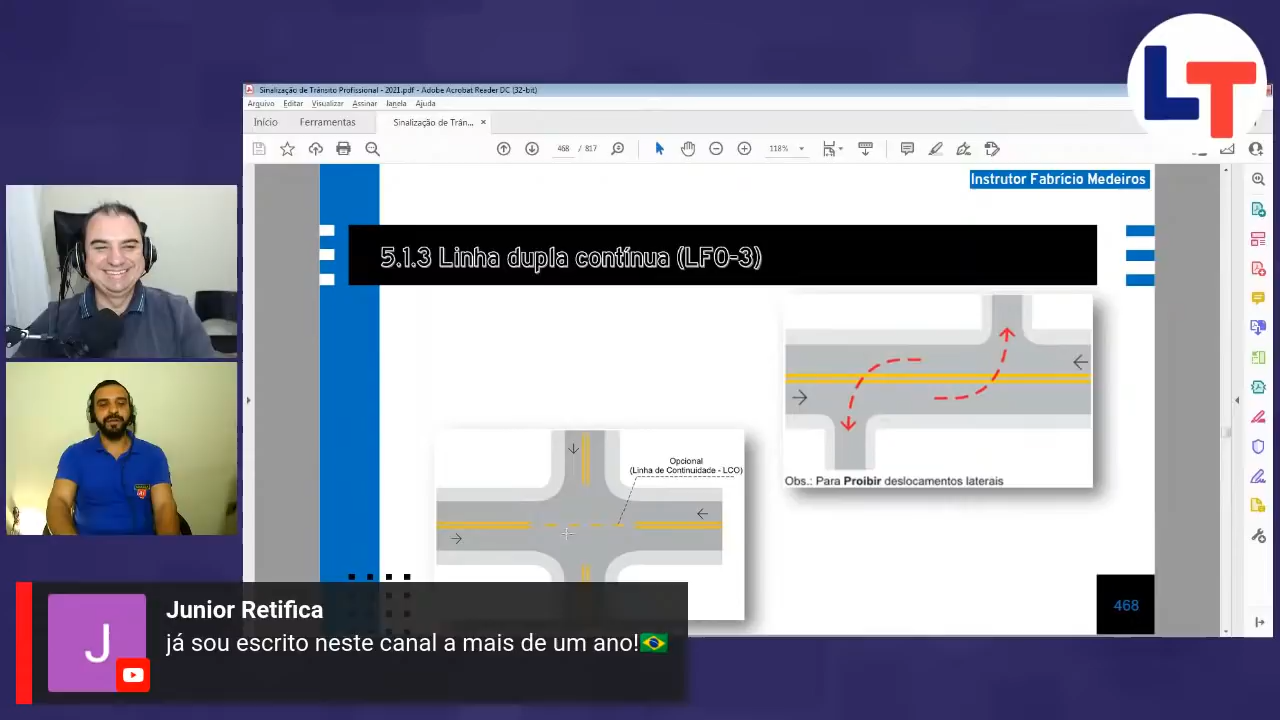 LT
Sinalização de Trânsito Profissional - 2021.pdf - Adobe Acrobat Reader DC (32-bit)
Arquivo Editar Visualizar Assinar Janela Ajuda
Início Ferramentas Sinalização de Trân... ×
468 / 817 118%
Instrutor Fabrício Medeiros
5.1.3 Linha dupla contínua (LFO-3)
Obs.: Para Proibir deslocamentos laterais
Opcional
(Linha de Continuidade - LCO)
468
J
Junior Retifica
já sou escrito neste canal a mais de um ano!🇧🇷